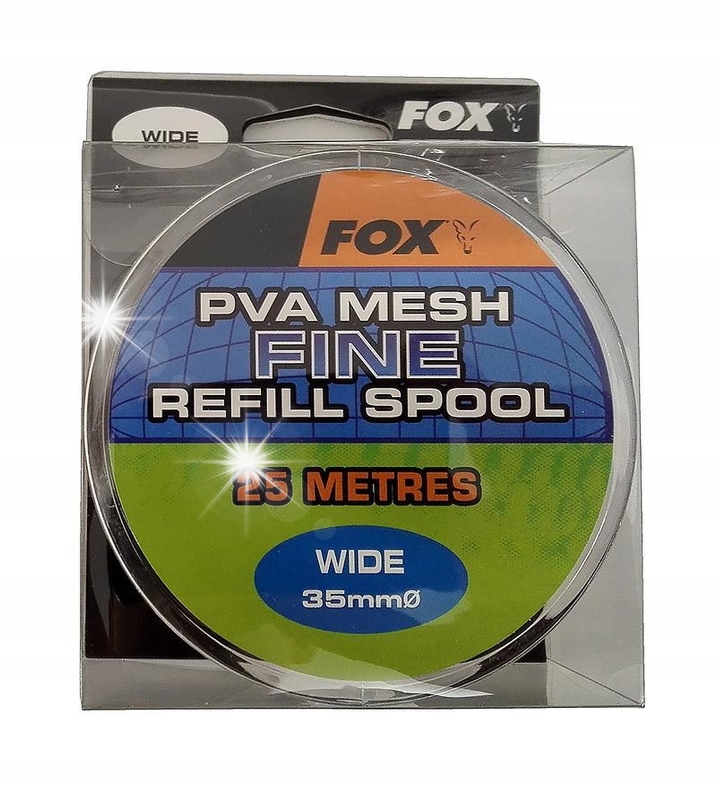 WIDE
FOX
FOX
PVA MESH
FINE
REFILL SPOOL
25 METRES
WIDE
35mmØ